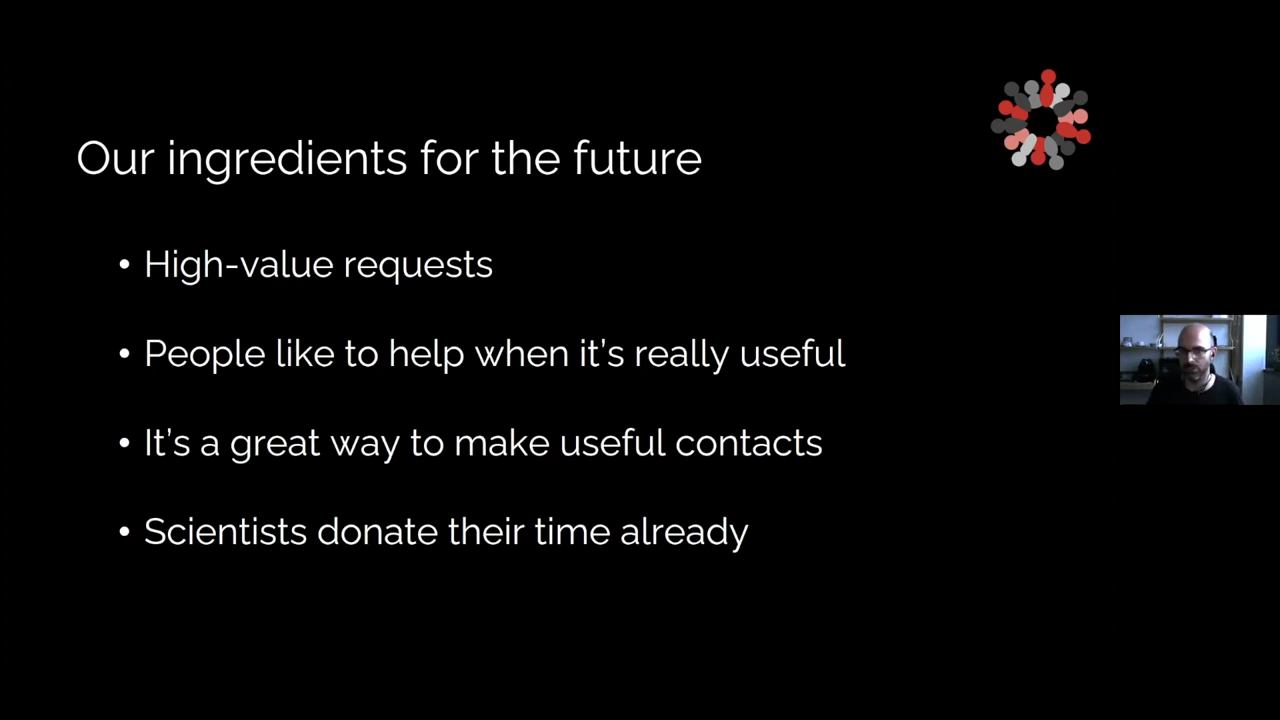 Our ingredients for the future
• High-value requests
• People like to help when it's really useful
• It's a great way to make useful contacts
• Scientists donate their time already